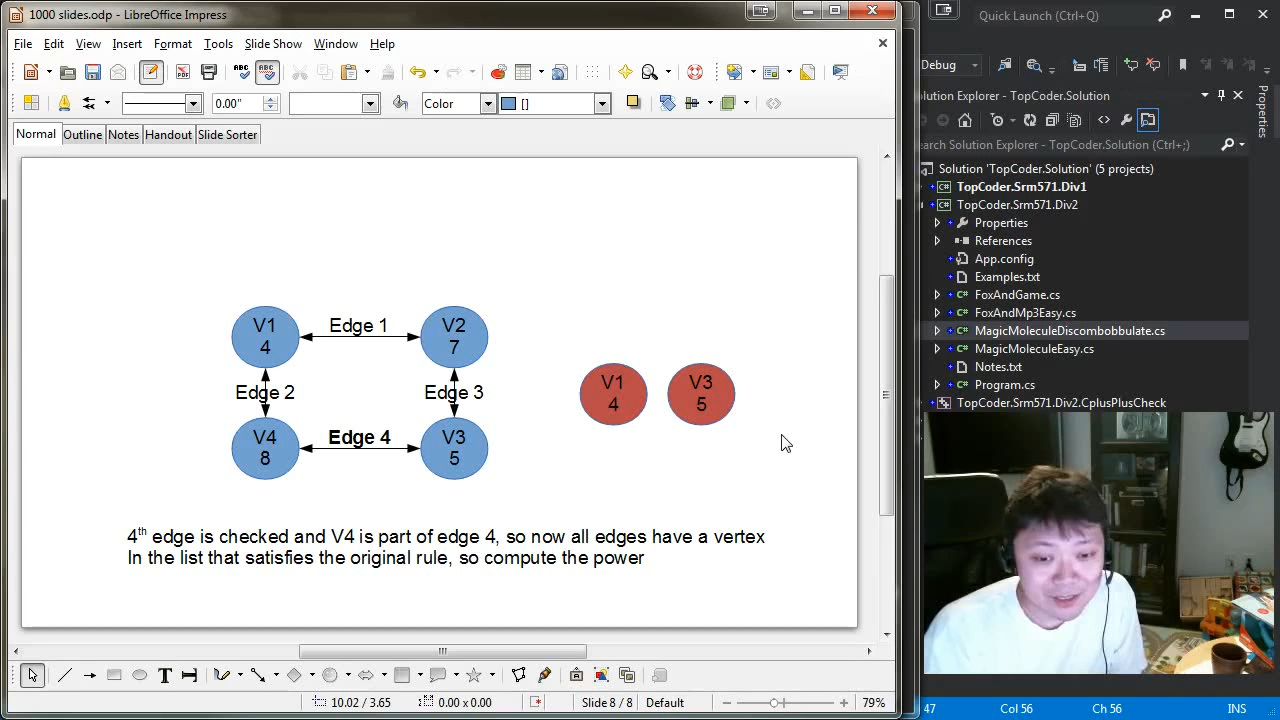 1000 slides.odp - LibreOffice Impress
File Edit View Insert Format Tools Slide Show Window Help
0.00" Color []
Normal Outline Notes Handout Slide Sorter
V1
4
Edge 1
V2
7
Edge 2
Edge 3
V4
8
Edge 4
V3
5
V1
4
V3
5
4th edge is checked and V4 is part of edge 4, so now all edges have a vertex
In the list that satisfies the original rule, so compute the power
10.02 / 3.65 0.00 x 0.00 Slide 8 / 8 Default 79%
Quick Launch (Ctrl+Q)
Debug
olution Explorer - TopCoder.Solution
earch Solution Explorer - TopCoder.Solution (Ctrl+;)
Solution 'TopCoder.Solution' (5 projects)
TopCoder.Srm571.Div1
TopCoder.Srm571.Div2
Properties
References
App.config
Examples.txt
FoxAndGame.cs
FoxAndMp3Easy.cs
MagicMoleculeDiscombobbulate.cs
MagicMoleculeEasy.cs
Notes.txt
Program.cs
TopCoder.Srm571.Div2.CplusPlusCheck
Properties
47 Col 56 Ch 56 INS